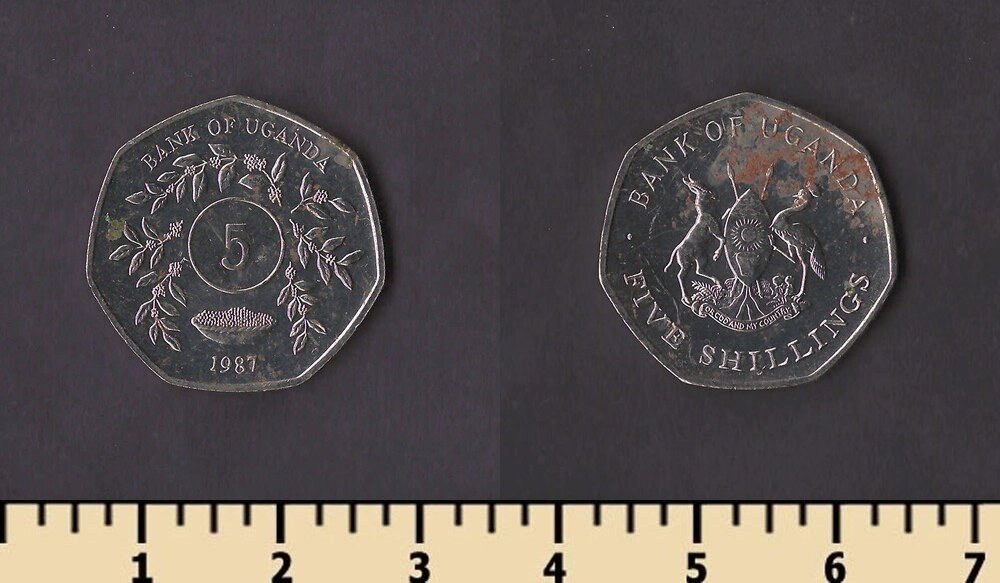 BANK OF UGANDA
5
1987
BANK OF UGANDA
FOR GOD AND MY COUNTRY
FIVE SHILLINGS
1 2 3 4 5 6 7